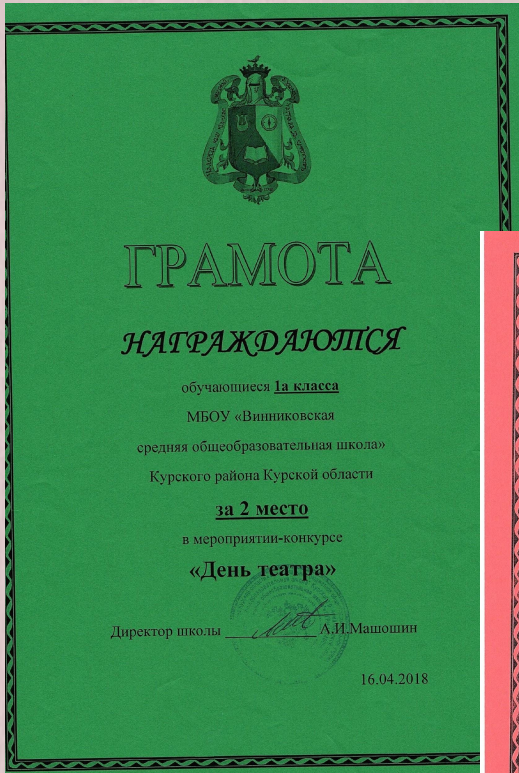 ГРАМОТА
НАГРАЖДАЮТСЯ
обучающиеся 1а класса
МБОУ «Винниковская
средняя общеобразовательная школа»
Курского района Курской области
за 2 место
в мероприятии-конкурсе
«День театра»
Директор школы А.И.Машошин
16.04.2018